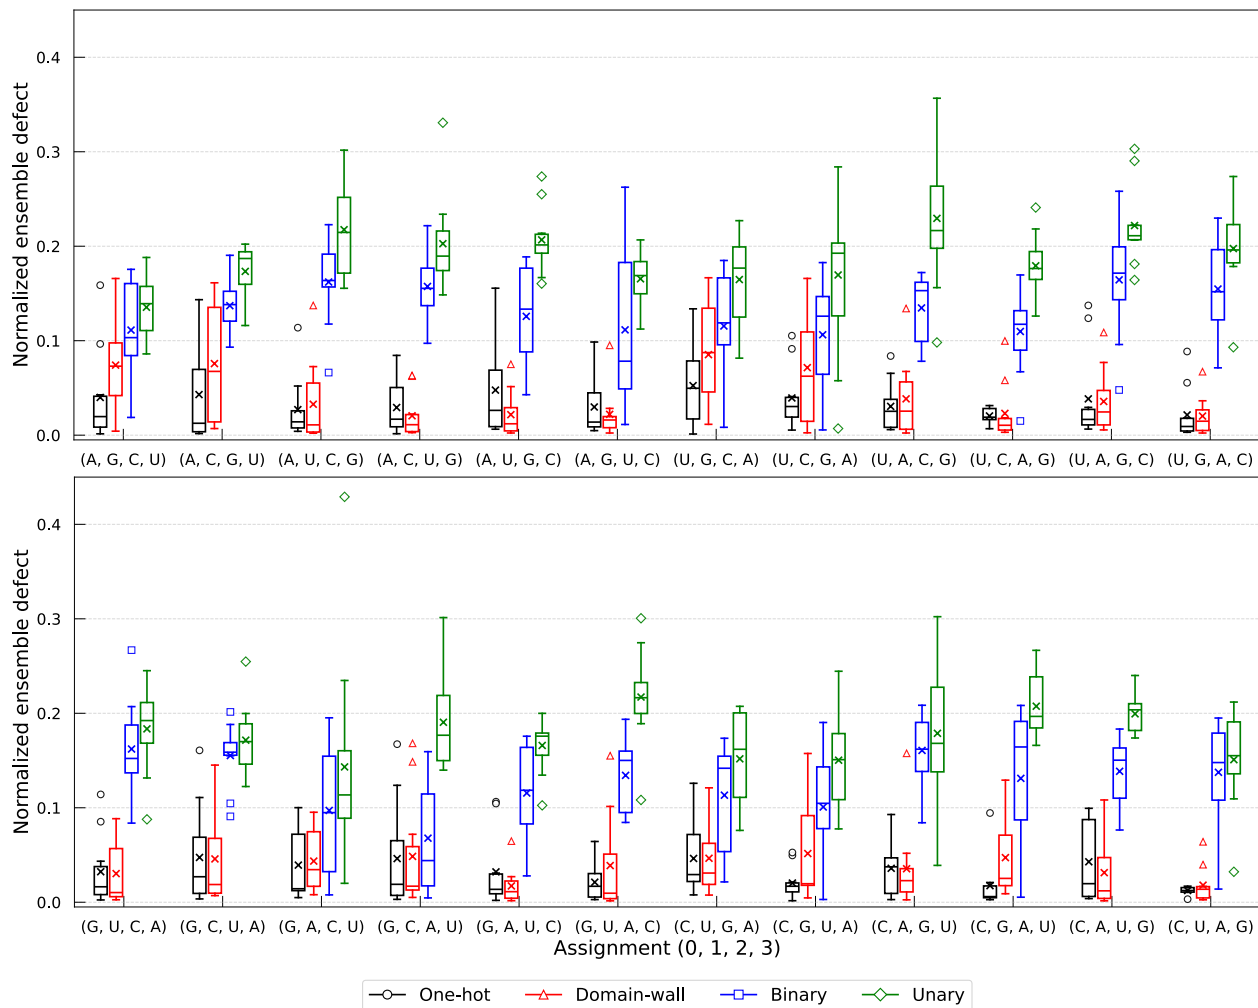 Normalized ensemble defect
0.4
0.3
0.2
0.1
0.0
(A, G, C, U) (A, C, G, U) (A, U, C, G) (A, C, U, G) (A, U, G, C) (A, G, U, C) (U, G, C, A) (U, C, G, A) (U, A, C, G) (U, C, A, G) (U, A, G, C) (U, G, A, C)
Normalized ensemble defect
0.4
0.3
0.2
0.1
0.0
(G, U, C, A) (G, C, U, A) (G, A, C, U) (G, C, A, U) (G, A, U, C) (G, U, A, C) (C, U, G, A) (C, G, U, A) (C, A, G, U) (C, G, A, U) (C, A, U, G) (C, U, A, G)
Assignment (0, 1, 2, 3)
One-hot Domain-wall Binary Unary